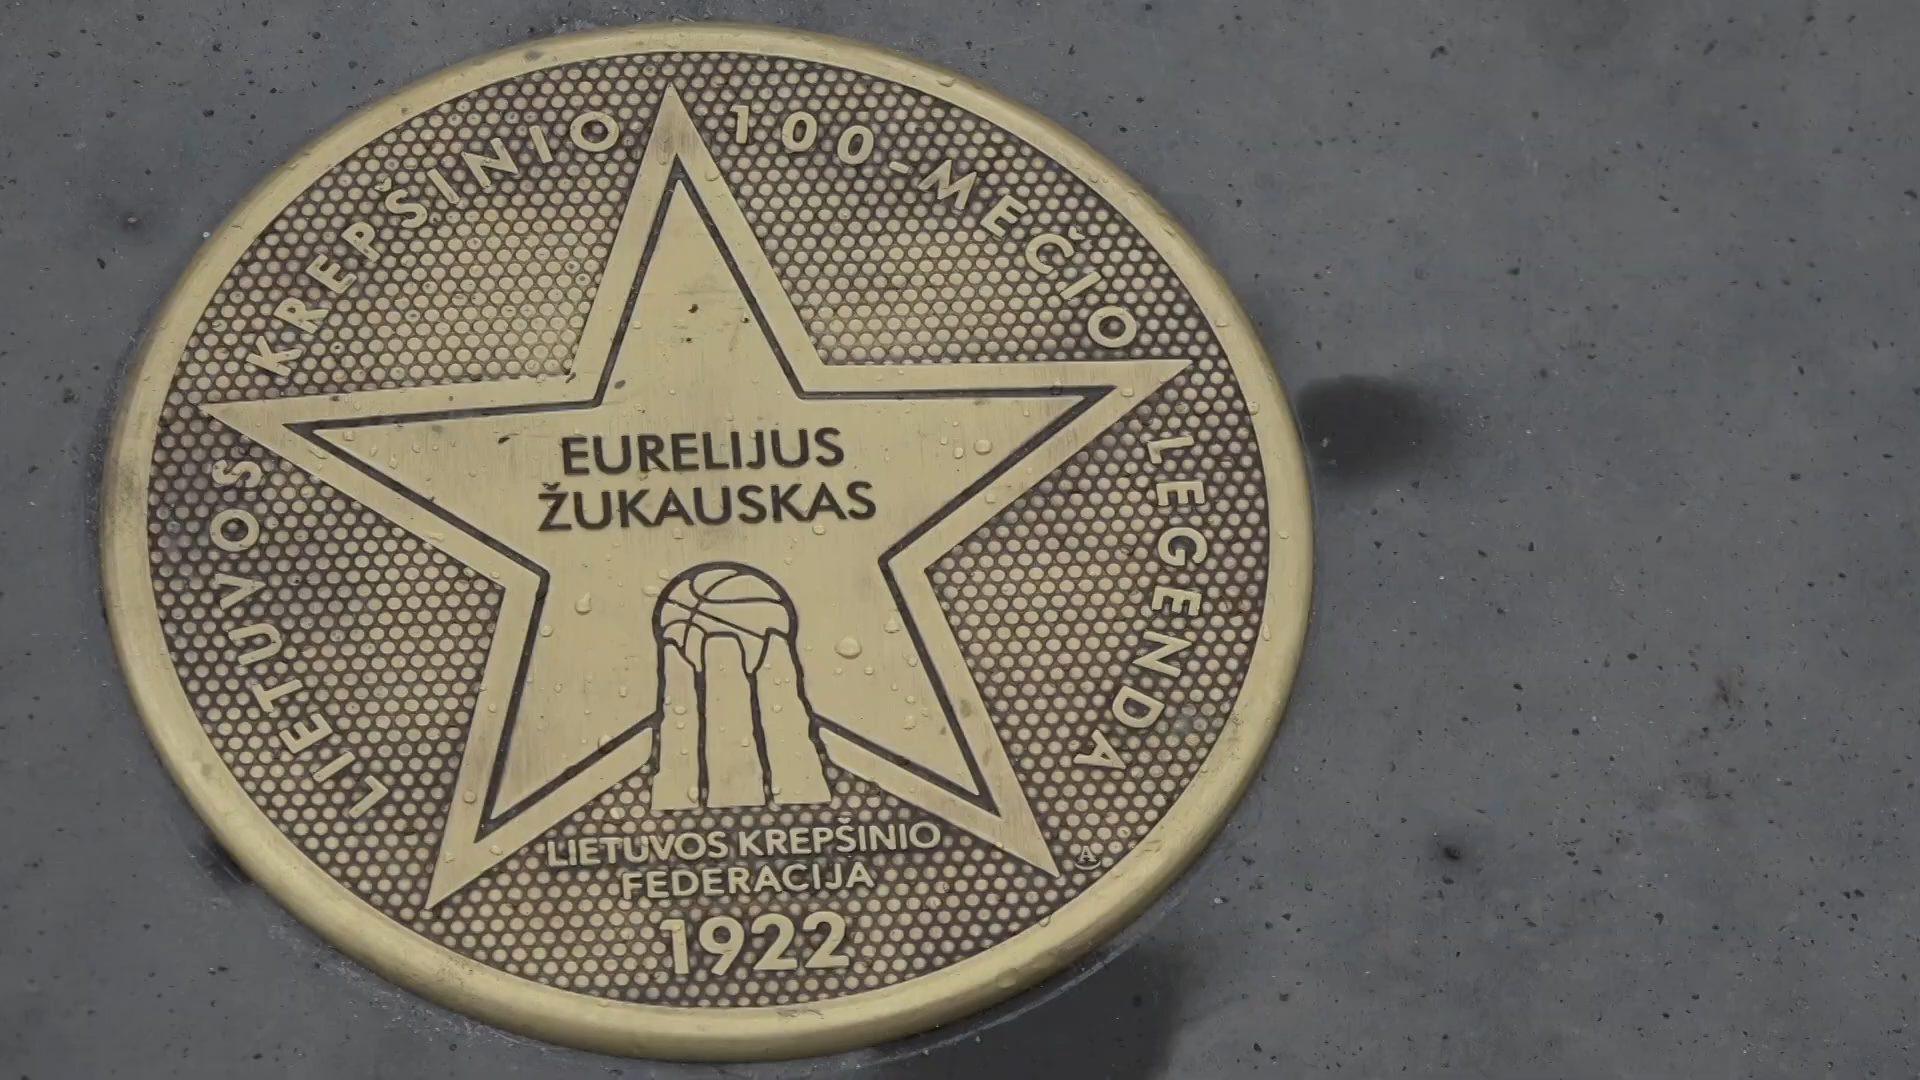 LIETUVOS KREPŠINIO 100-MEČIO LEGENDA
EURELIJUS
ŽUKAUSKAS
LIETUVOS KREPŠINIO
FEDERACIJA
1922
A